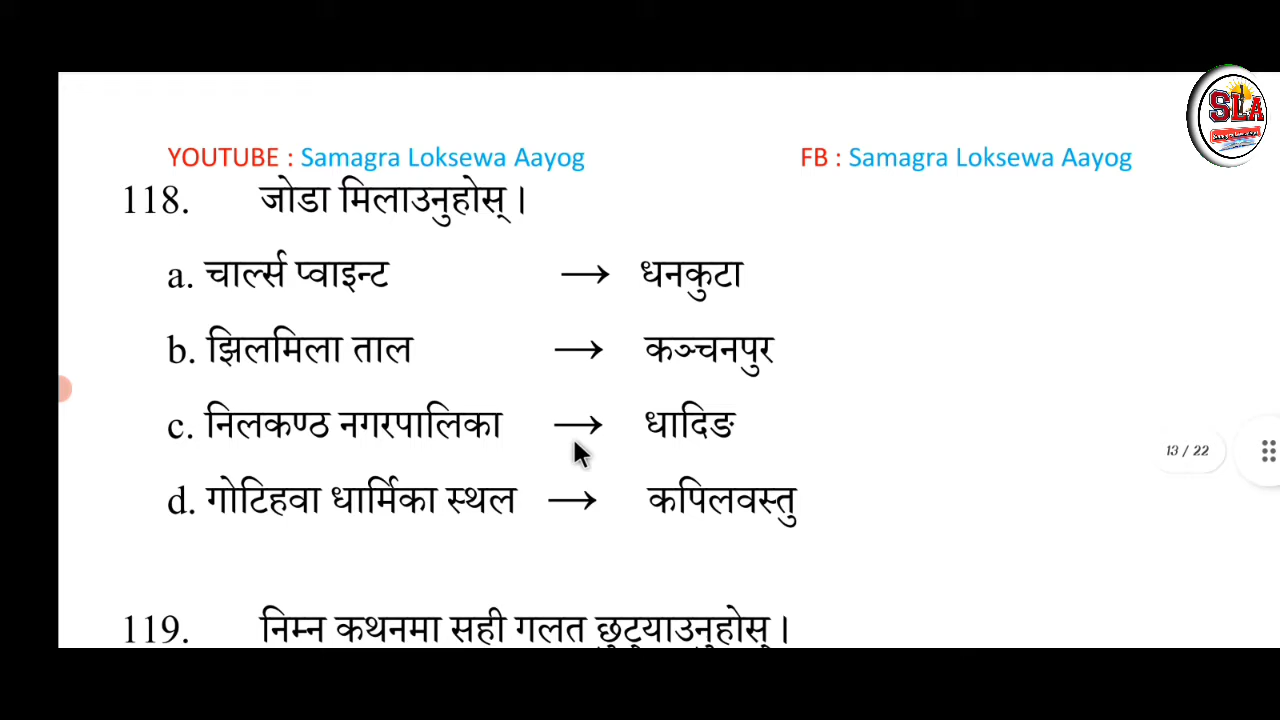 YOUTUBE : Samagra Loksewa Aayog FB : Samagra Loksewa Aayog
SLA
118. जोडा मिलाउनुहोस् ।
a. चार्ल्स प्वाइन्ट → धनकुटा
b. झिलमिला ताल → कञ्चनपुर
c. निलकण्ठ नगरपालिका → धादिङ
13 / 22
d. गोटिहवा धार्मिका स्थल → कपिलवस्तु
119. निम्न कथनमा सही गलत छुट्याउनुहोस् ।